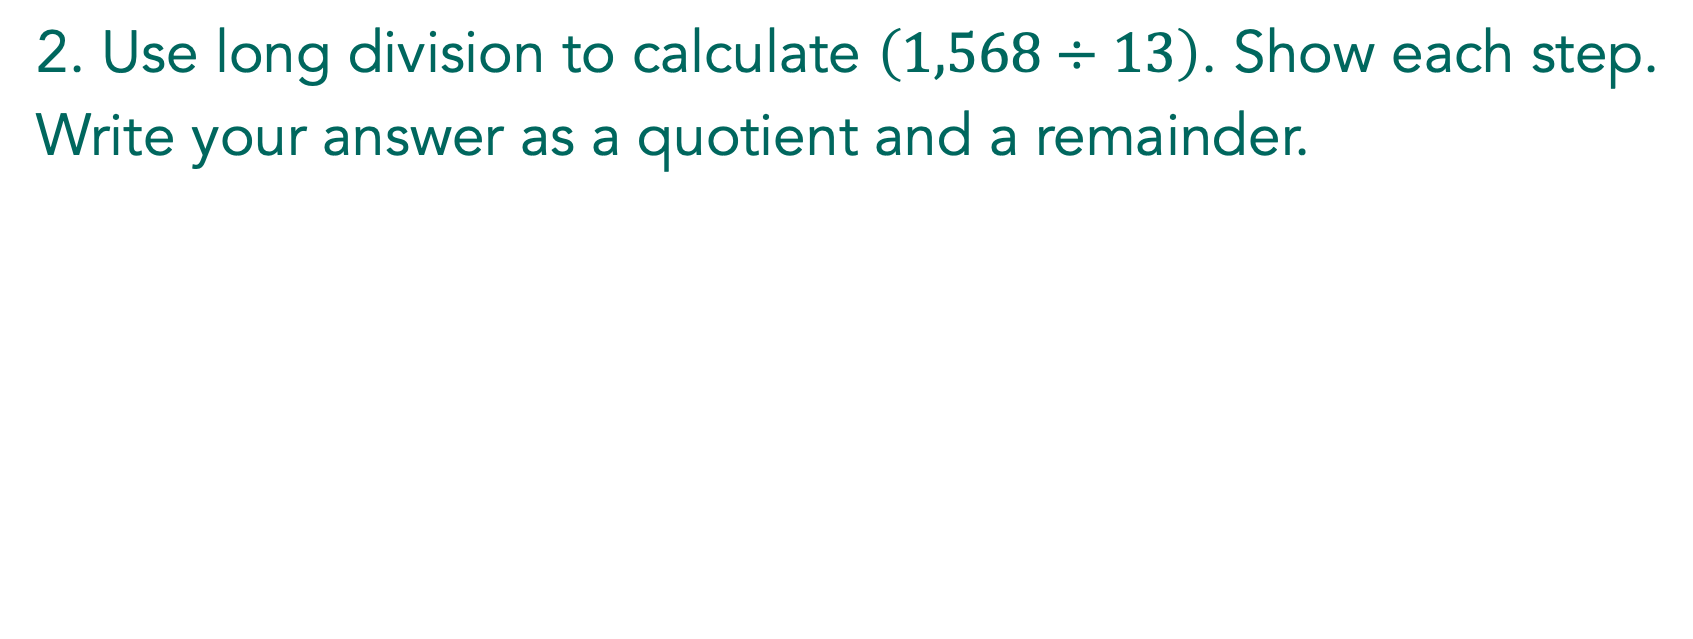 2. Use long division to calculate (1,568 ÷ 13). Show each step.
Write your answer as a quotient and a remainder.